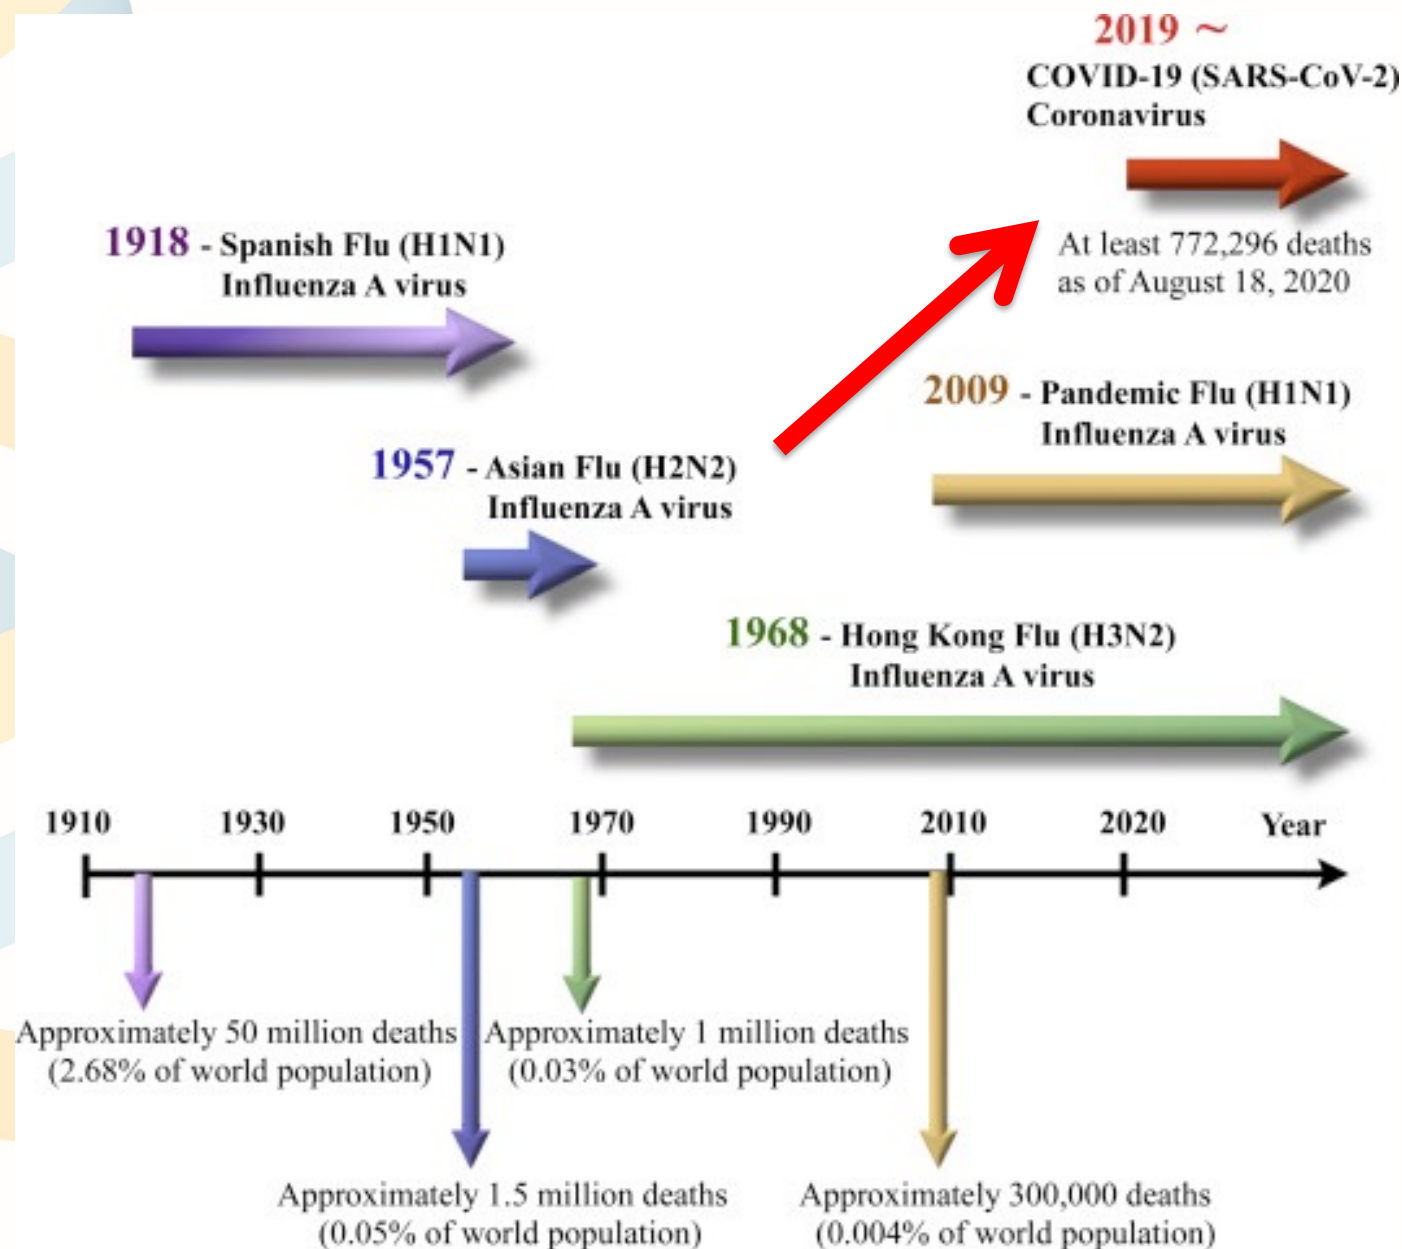 2019 ~
COVID-19 (SARS-CoV-2)
Coronavirus
At least 772,296 deaths
as of August 18, 2020
1918 - Spanish Flu (H1N1)
Influenza A virus
2009 - Pandemic Flu (H1N1)
Influenza A virus
1957 - Asian Flu (H2N2)
Influenza A virus
1968 - Hong Kong Flu (H3N2)
Influenza A virus
1910 1930 1950 1970 1990 2010 2020 Year
Approximately 50 million deaths
(2.68% of world population)
Approximately 1 million deaths
(0.03% of world population)
Approximately 1.5 million deaths
(0.05% of world population)
Approximately 300,000 deaths
(0.004% of world population)